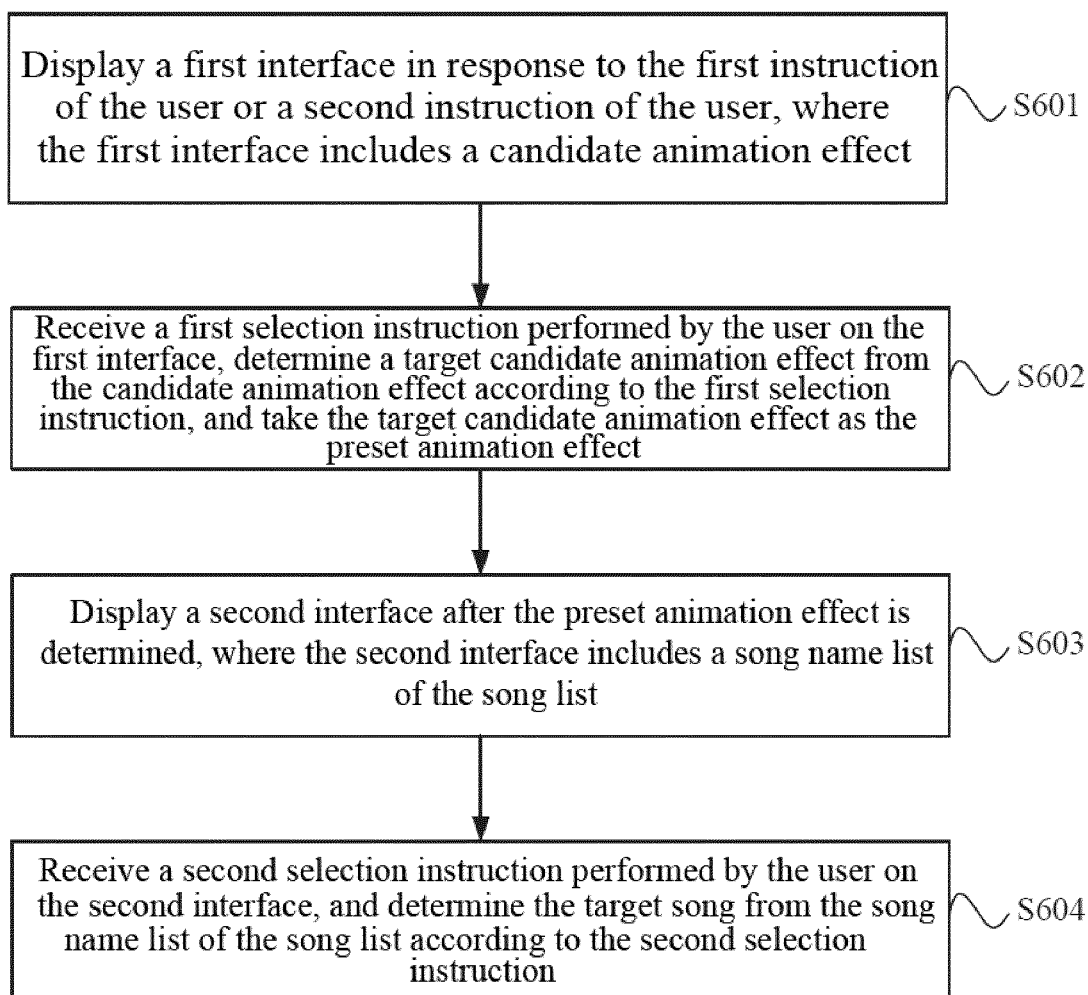 Display a first interface in response to the first instruction
of the user or a second instruction of the user, where
the first interface includes a candidate animation effect
S601
Receive a first selection instruction performed by the user on the
first interface, determine a target candidate animation effect from
the candidate animation effect according to the first selection
instruction, and take the target candidate animation effect as the
preset animation effect
S602
Display a second interface after the preset animation effect is
determined, where the second interface includes a song name list
of the song list
S603
Receive a second selection instruction performed by the user on
the second interface, and determine the target song from the song
name list of the song list according to the second selection
instruction
S604